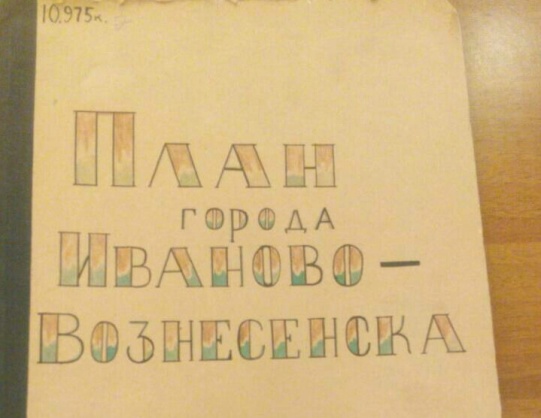 10.975к.
План
города
Иваново-
Вознесенска